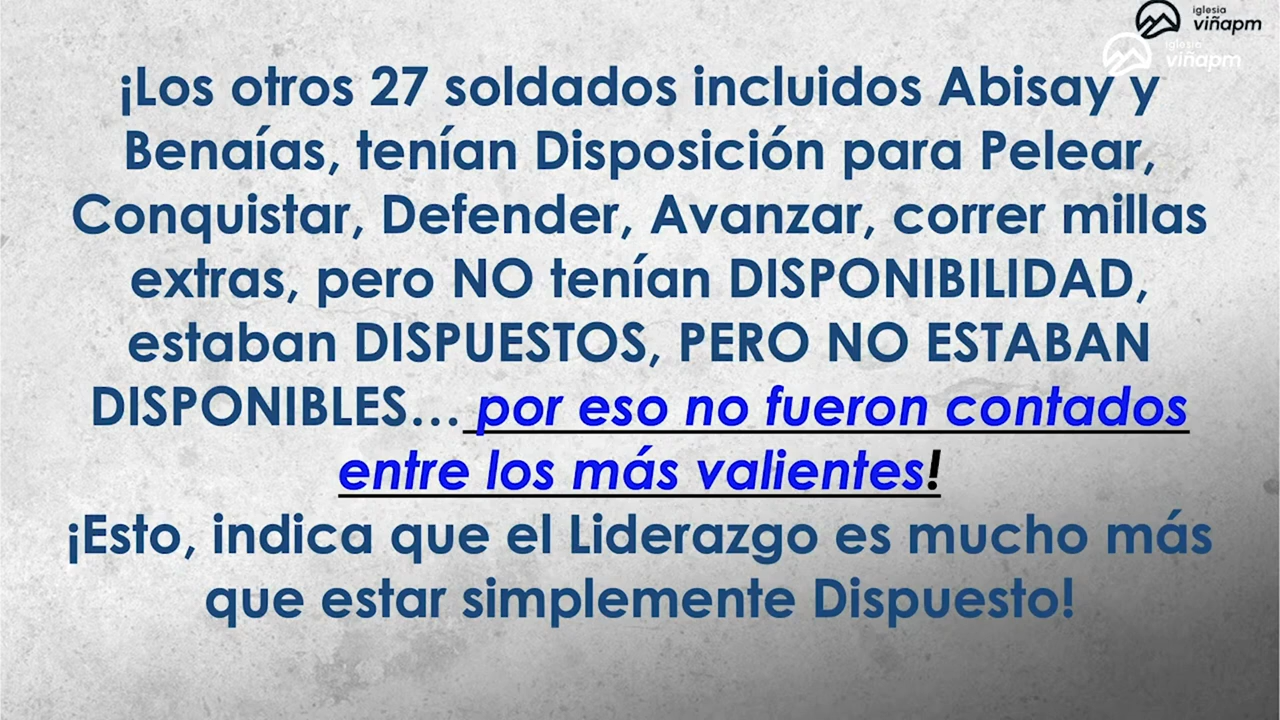 iglesia
viñapm
iglesia
viñapm
¡Los otros 27 soldados incluidos Abisay y
Benaías, tenían Disposición para Pelear,
Conquistar, Defender, Avanzar, correr millas
extras, pero NO tenían DISPONIBILIDAD,
estaban DISPUESTOS, PERO NO ESTABAN
DISPONIBLES… por eso no fueron contados
entre los más valientes!
¡Esto, indica que el Liderazgo es mucho más
que estar simplemente Dispuesto!